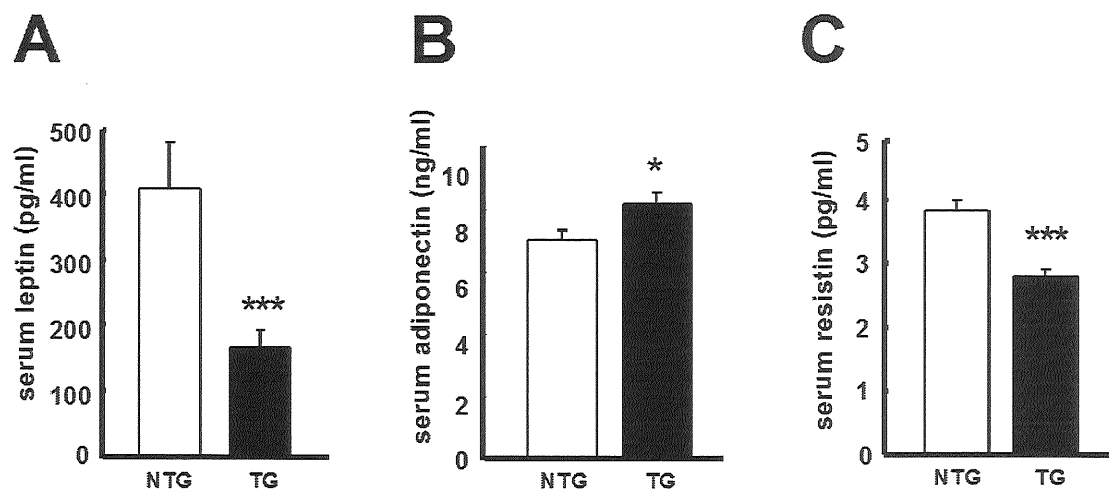 A
B
C
serum leptin (pg/ml)
500
400
300
200
100
0
***
NTG
TG
serum adiponectin (ng/ml)
10
8
6
4
2
0
*
NTG
TG
serum resistin (pg/ml)
5
4
3
2
1
0
***
NTG
TG